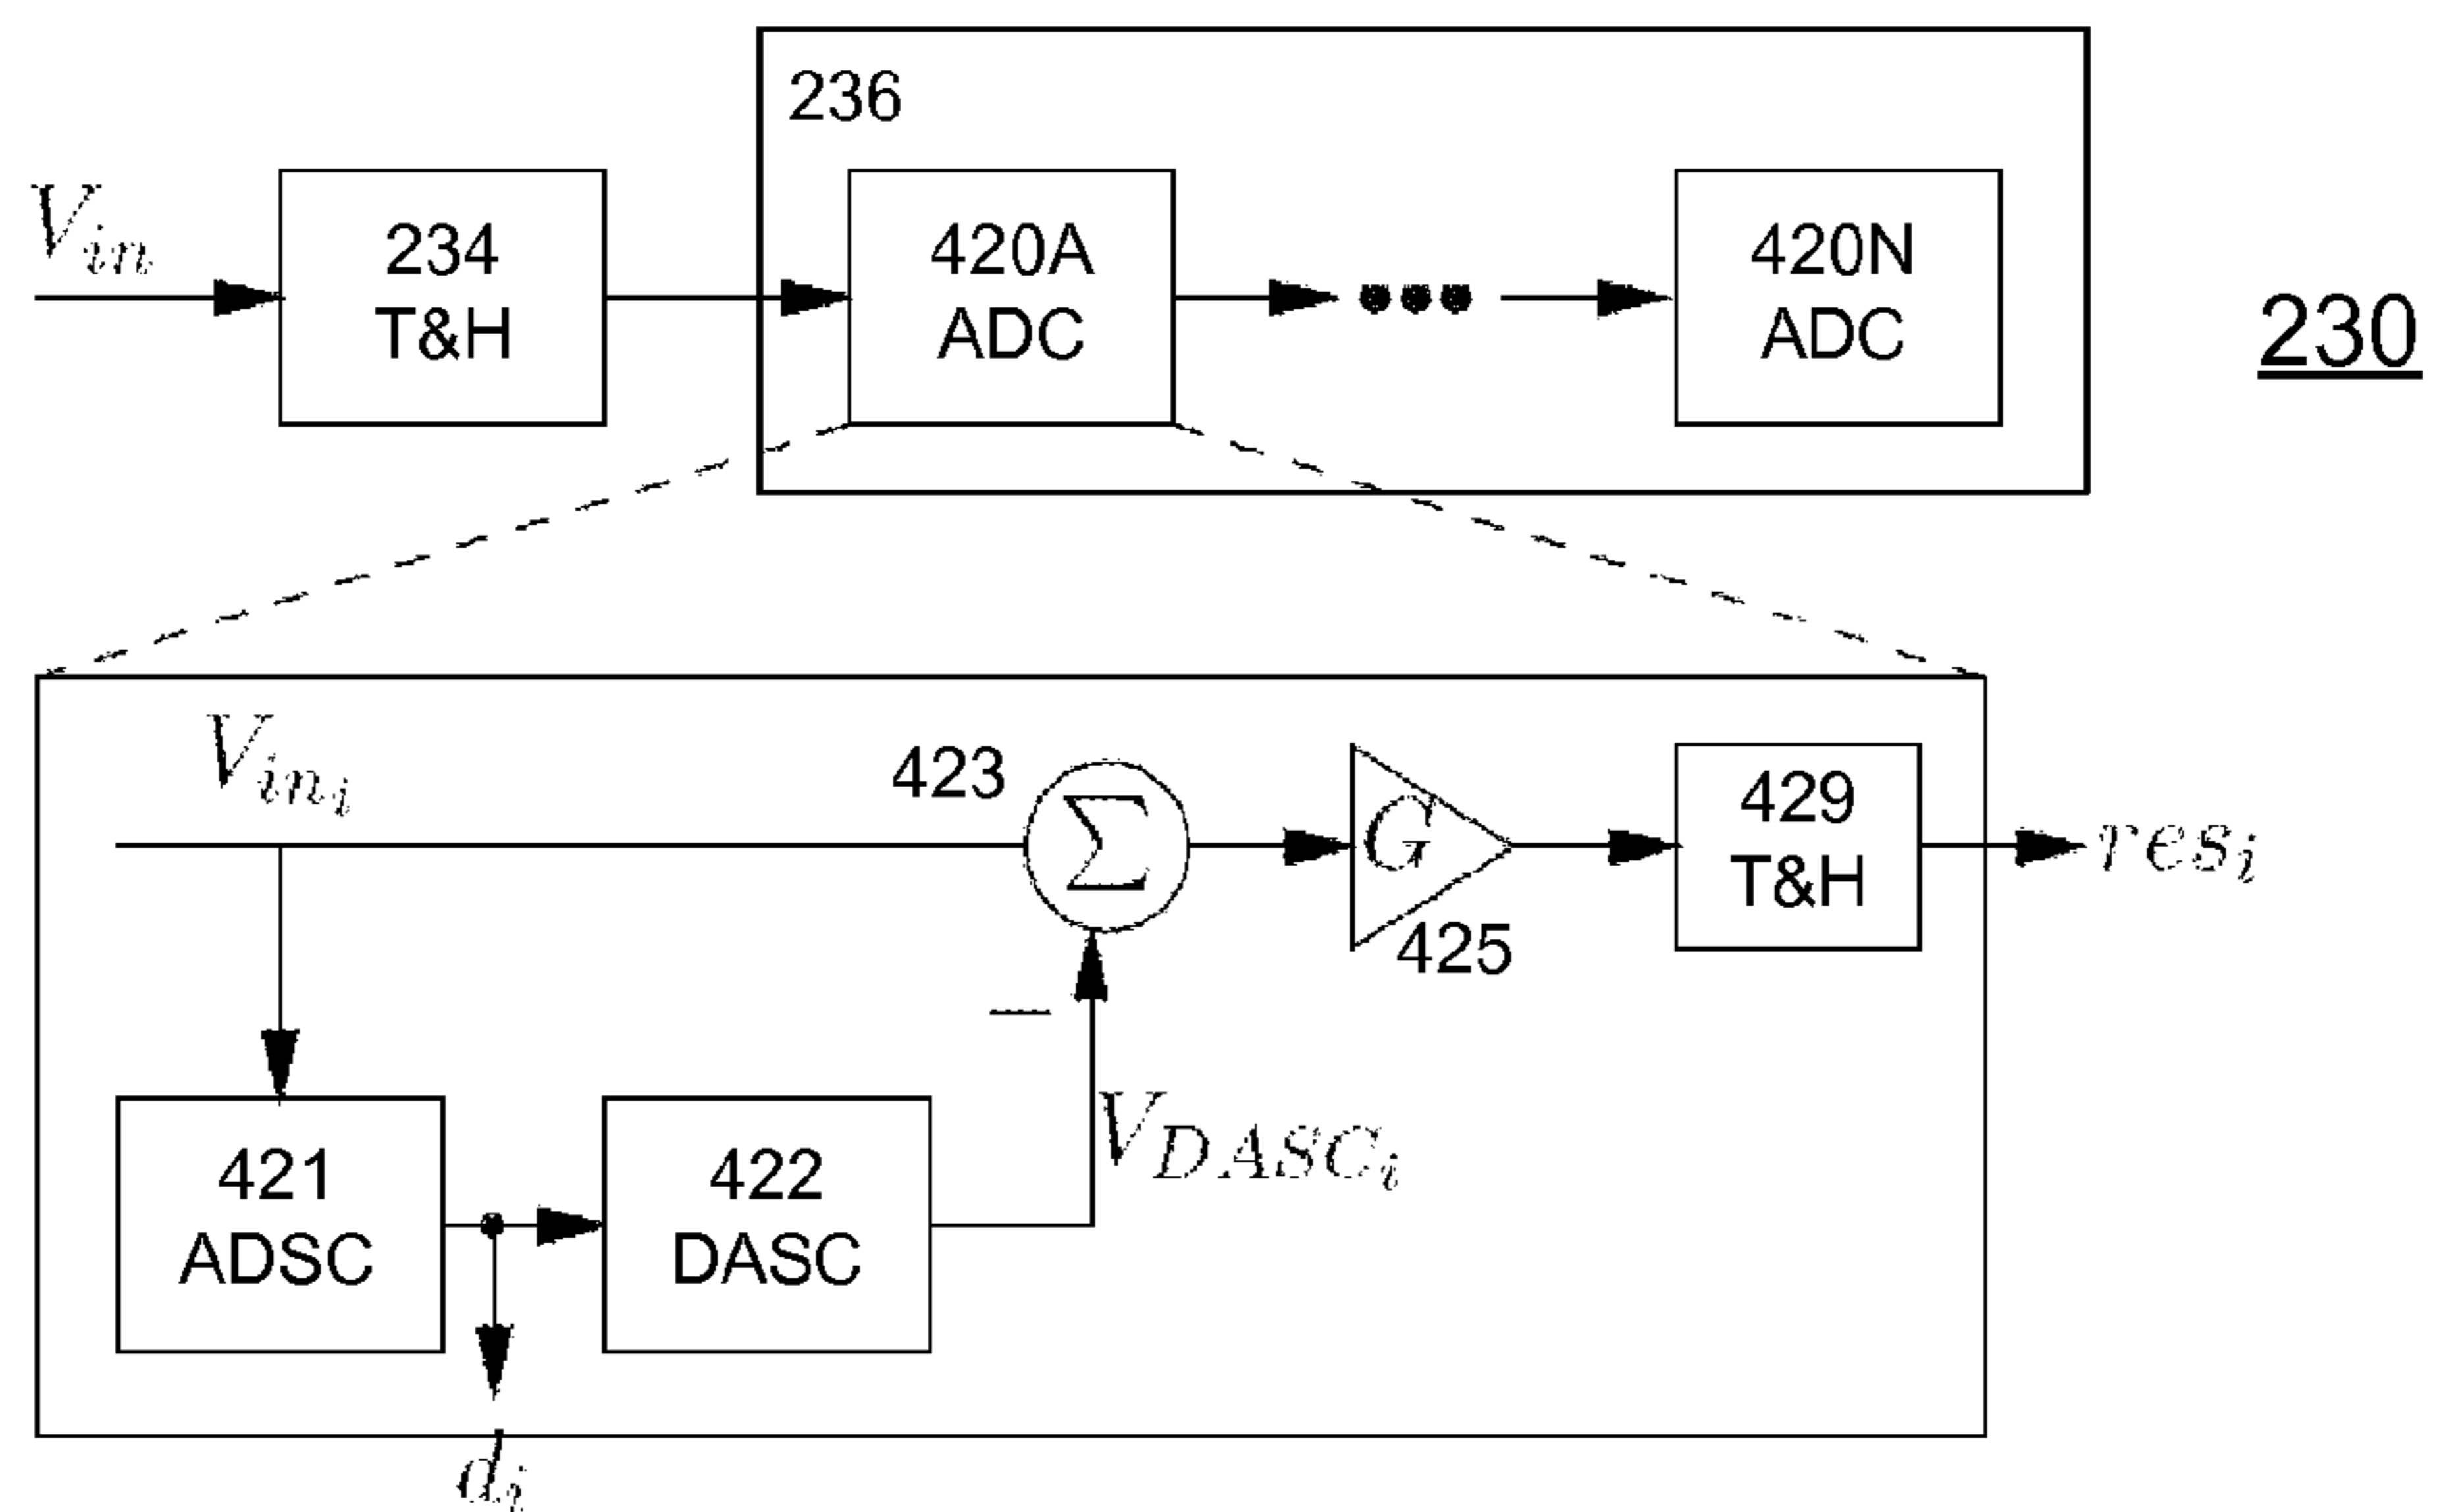 236
V_in
234
T&H
420A
ADC
420N
ADC
230
V_in_i
423
Σ
G
425
429
T&H
res_i
−
V_DASC_i
421
ADSC
422
DASC
d_i